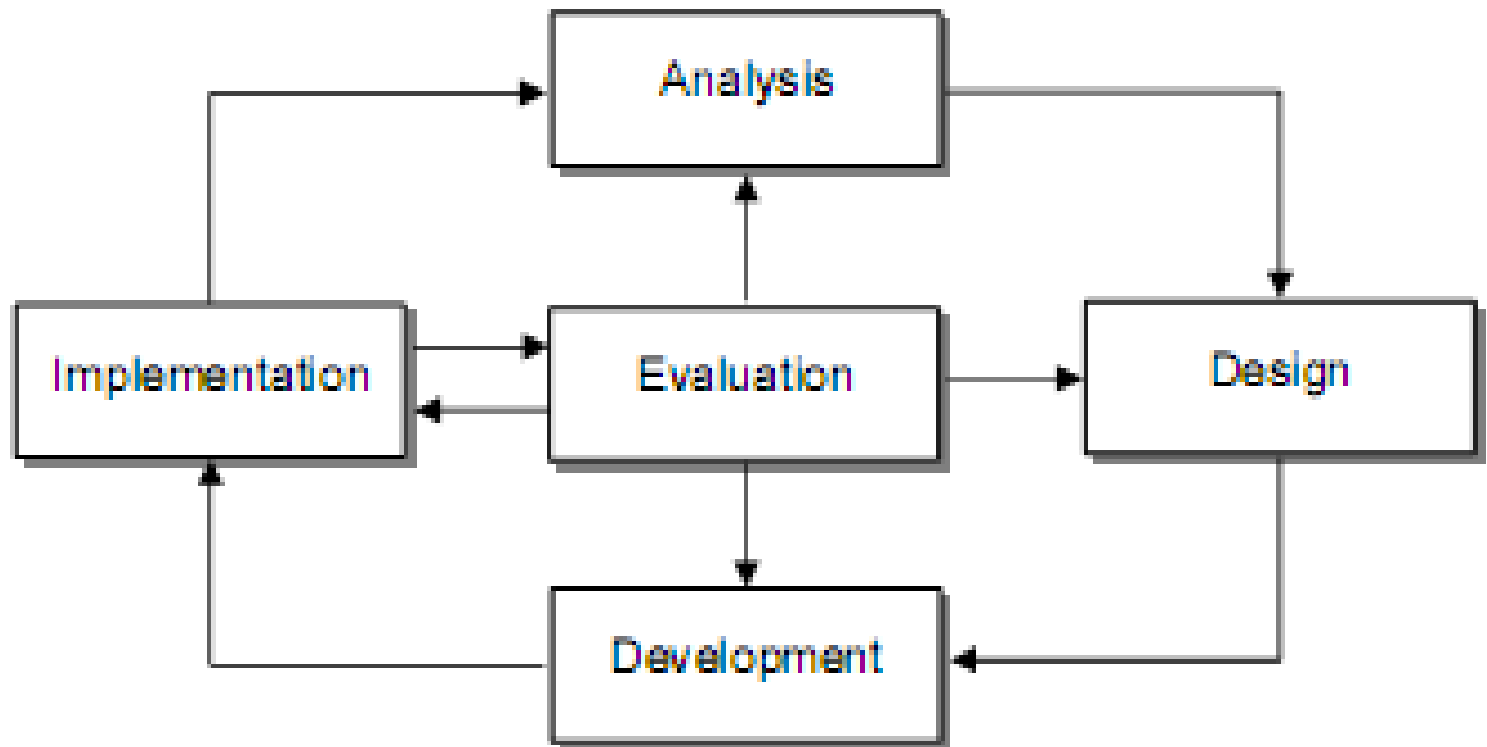 Analysis
Implementation
Evaluation
Design
Development